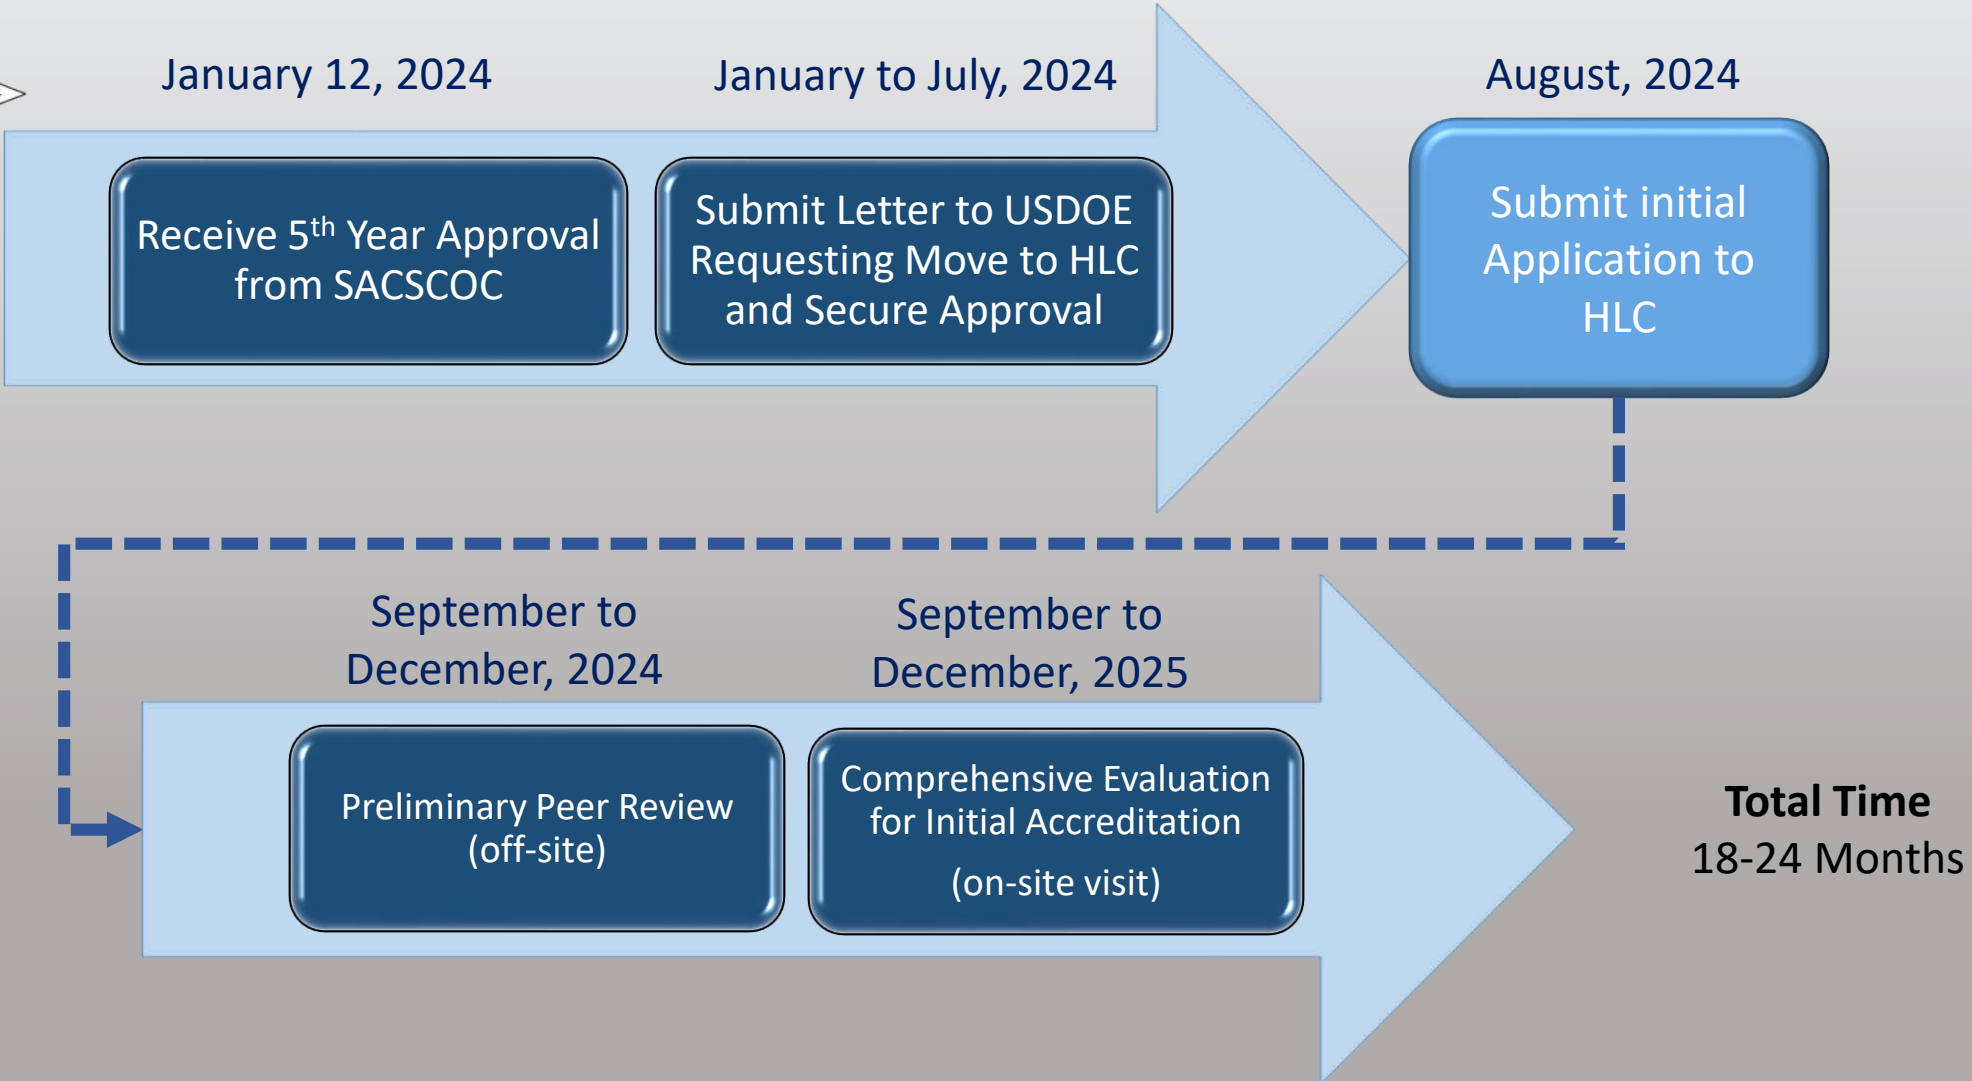 January 12, 2024
Receive 5th Year Approval
from SACSCOC
January to July, 2024
Submit Letter to USDOE
Requesting Move to HLC
and Secure Approval
August, 2024
Submit initial
Application to
HLC
September to
December, 2024
Preliminary Peer Review
(off-site)
September to
December, 2025
Comprehensive Evaluation
for Initial Accreditation
(on-site visit)
Total Time
18-24 Months